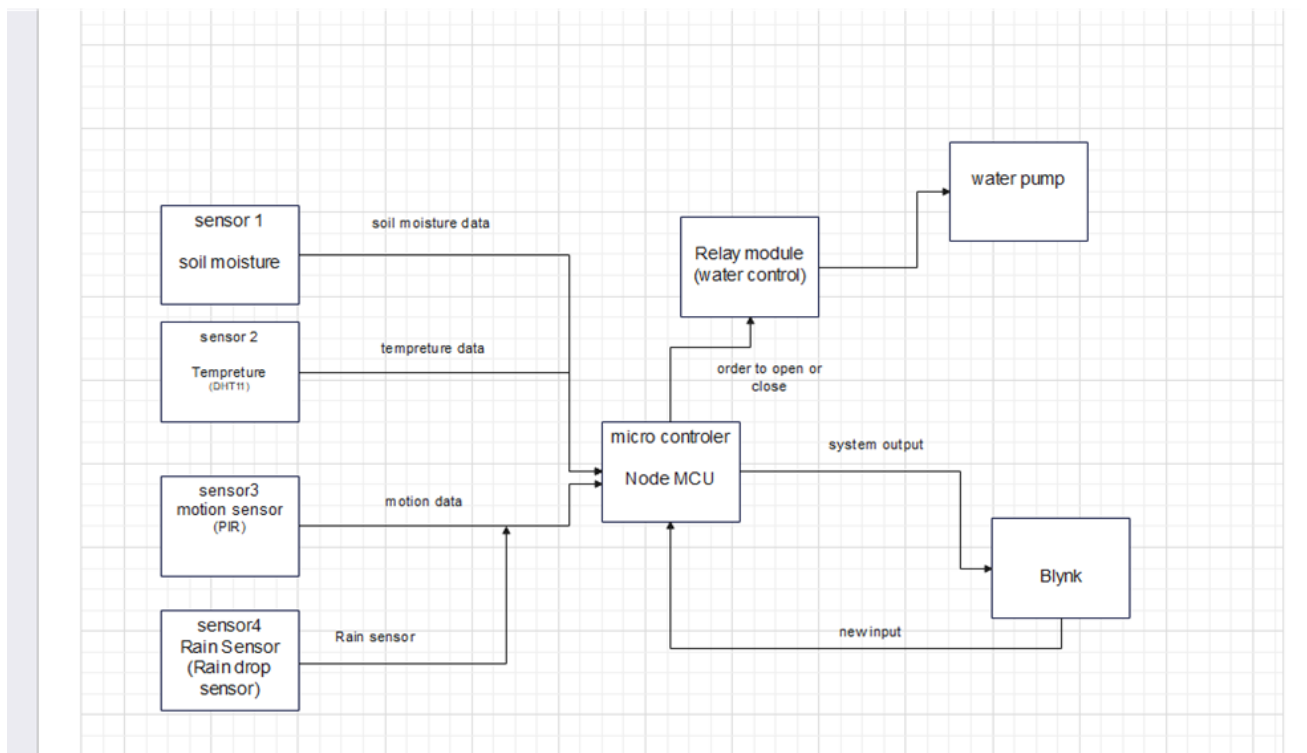 water pump
sensor 1
soil moisture
soil moisture data
Relay module
(water control)
sensor 2
Tempreture
(DHT11)
tempreture data
order to open or
close
micro controler
Node MCU
system output
sensor3
motion sensor
(PIR)
motion data
Blynk
sensor4
Rain Sensor
(Rain drop
sensor)
Rain sensor
new input